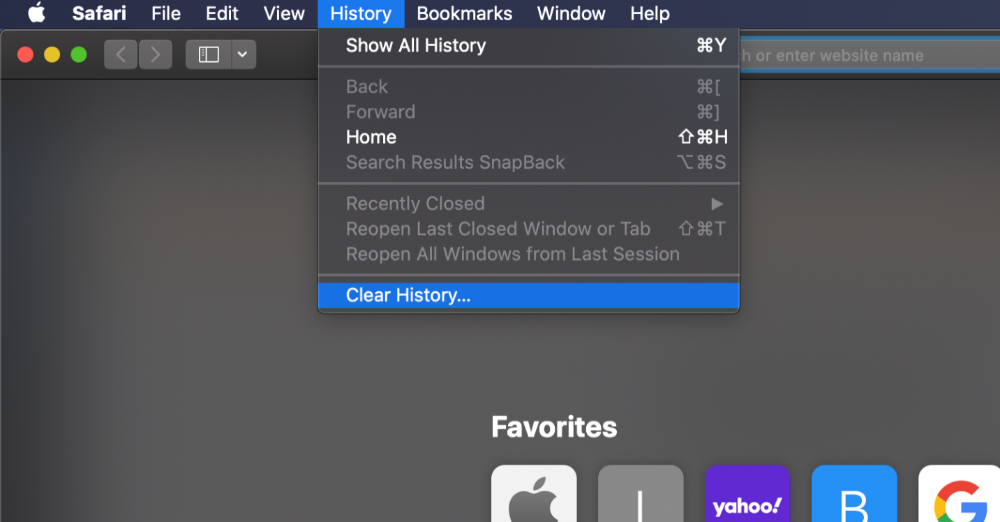 Safari File Edit View History Bookmarks Window Help
Show All History ⌘Y
h or enter website name
Back ⌘[
Forward ⌘]
Home ⇧⌘H
Search Results SnapBack ⌥⌘S
Recently Closed ▶
Reopen Last Closed Window or Tab ⇧⌘T
Reopen All Windows from Last Session
Clear History...
Favorites
I yahoo! B G